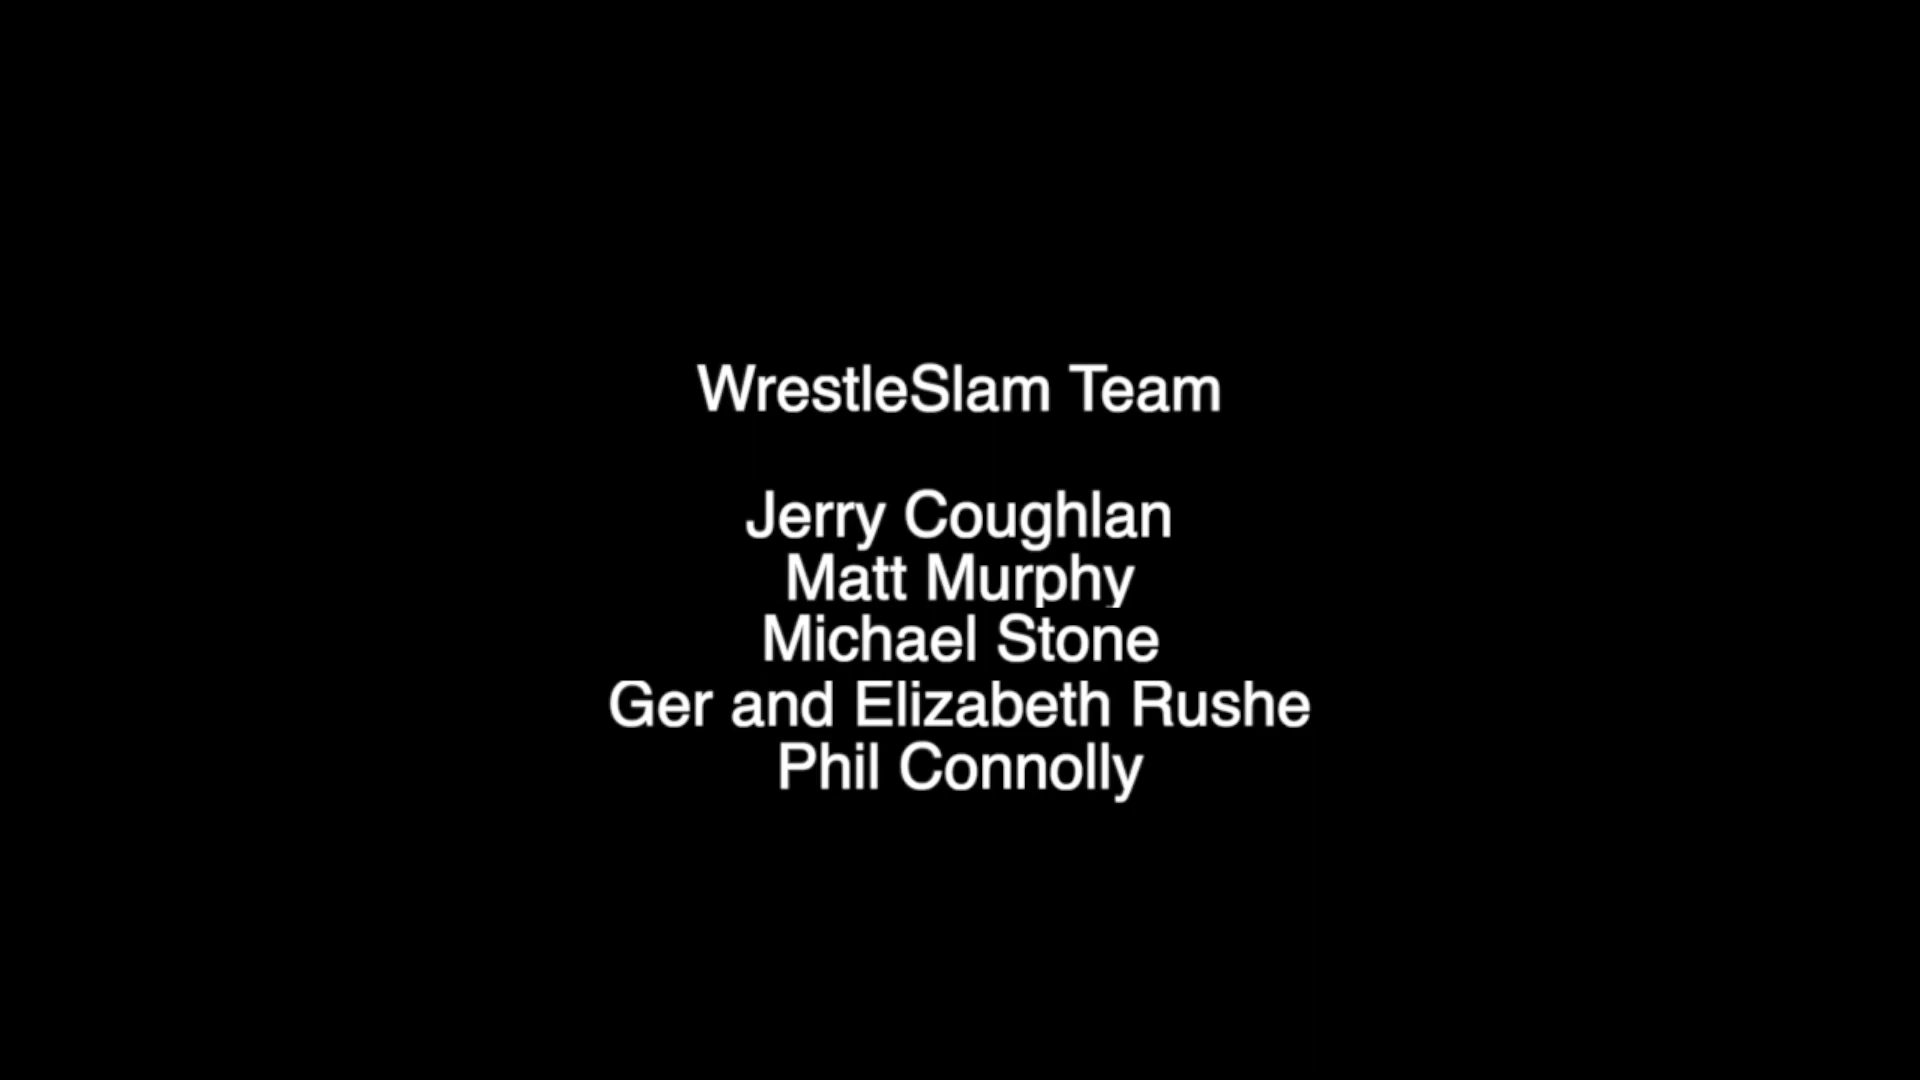 WrestleSlam Team
Jerry Coughlan
Matt Murphy
Michael Stone
Ger and Elizabeth Rushe
Phil Connolly